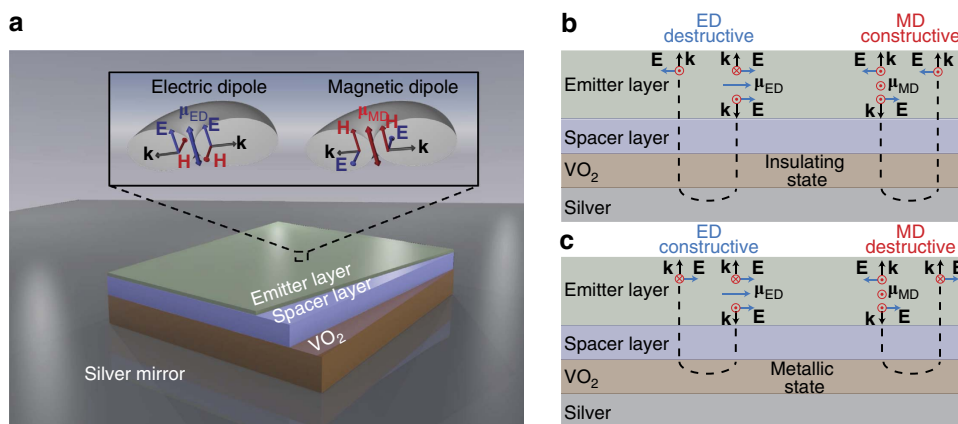 a
Electric dipole
Magnetic dipole
μED
E
E
k
k
H
H
μMD
H
H
E
E
k
k
Emitter layer
Spacer layer
VO2
Silver mirror
b
ED
destructive
MD
constructive
E
k
k
E
E
k
k
E
Emitter layer
μED
μMD
k
E
k
E
Spacer layer
VO2
Insulating
state
Silver
c
ED
constructive
MD
destructive
k
E
k
E
E
k
k
E
Emitter layer
μED
μMD
k
E
k
E
Spacer layer
VO2
Metallic
state
Silver